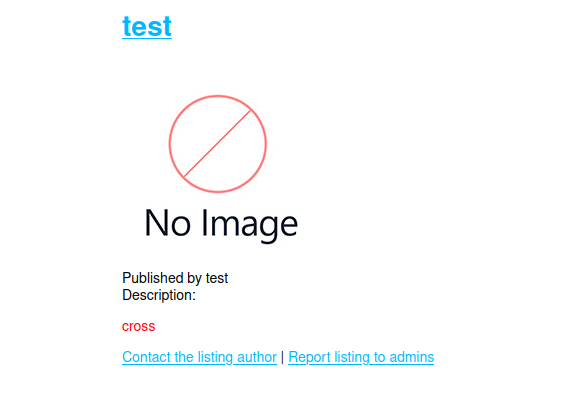 test
No Image
Published by test
Description:
cross
Contact the listing author | Report listing to admins